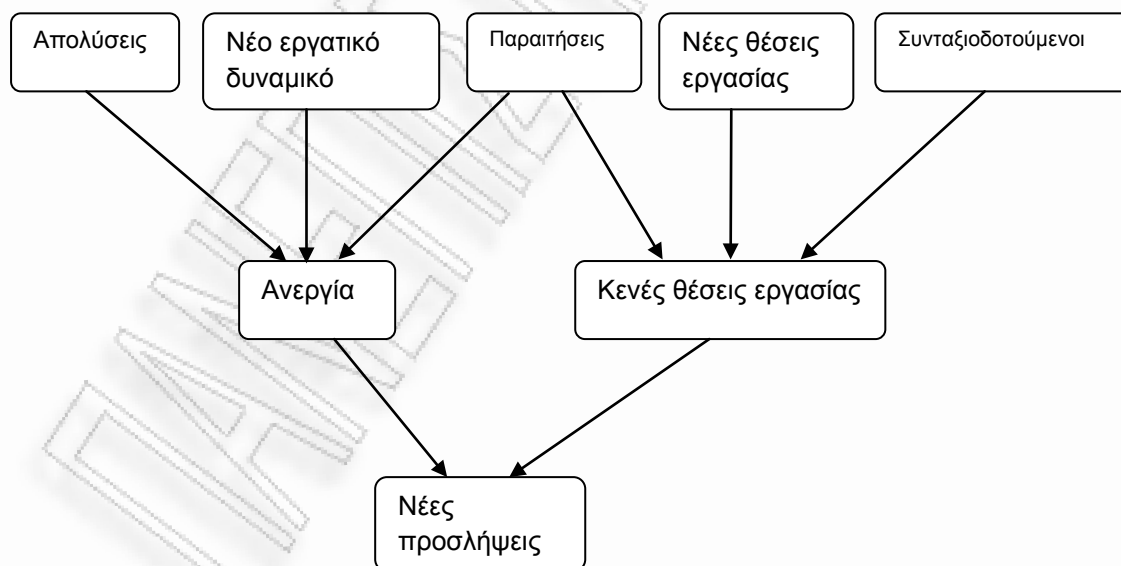 Απολύσεις
Νέο εργατικό
δυναμικό
Παραιτήσεις
Νέες θέσεις
εργασίας
Συνταξιοδοτούμενοι
Ανεργία
Κενές θέσεις εργασίας
Νέες
προσλήψεις